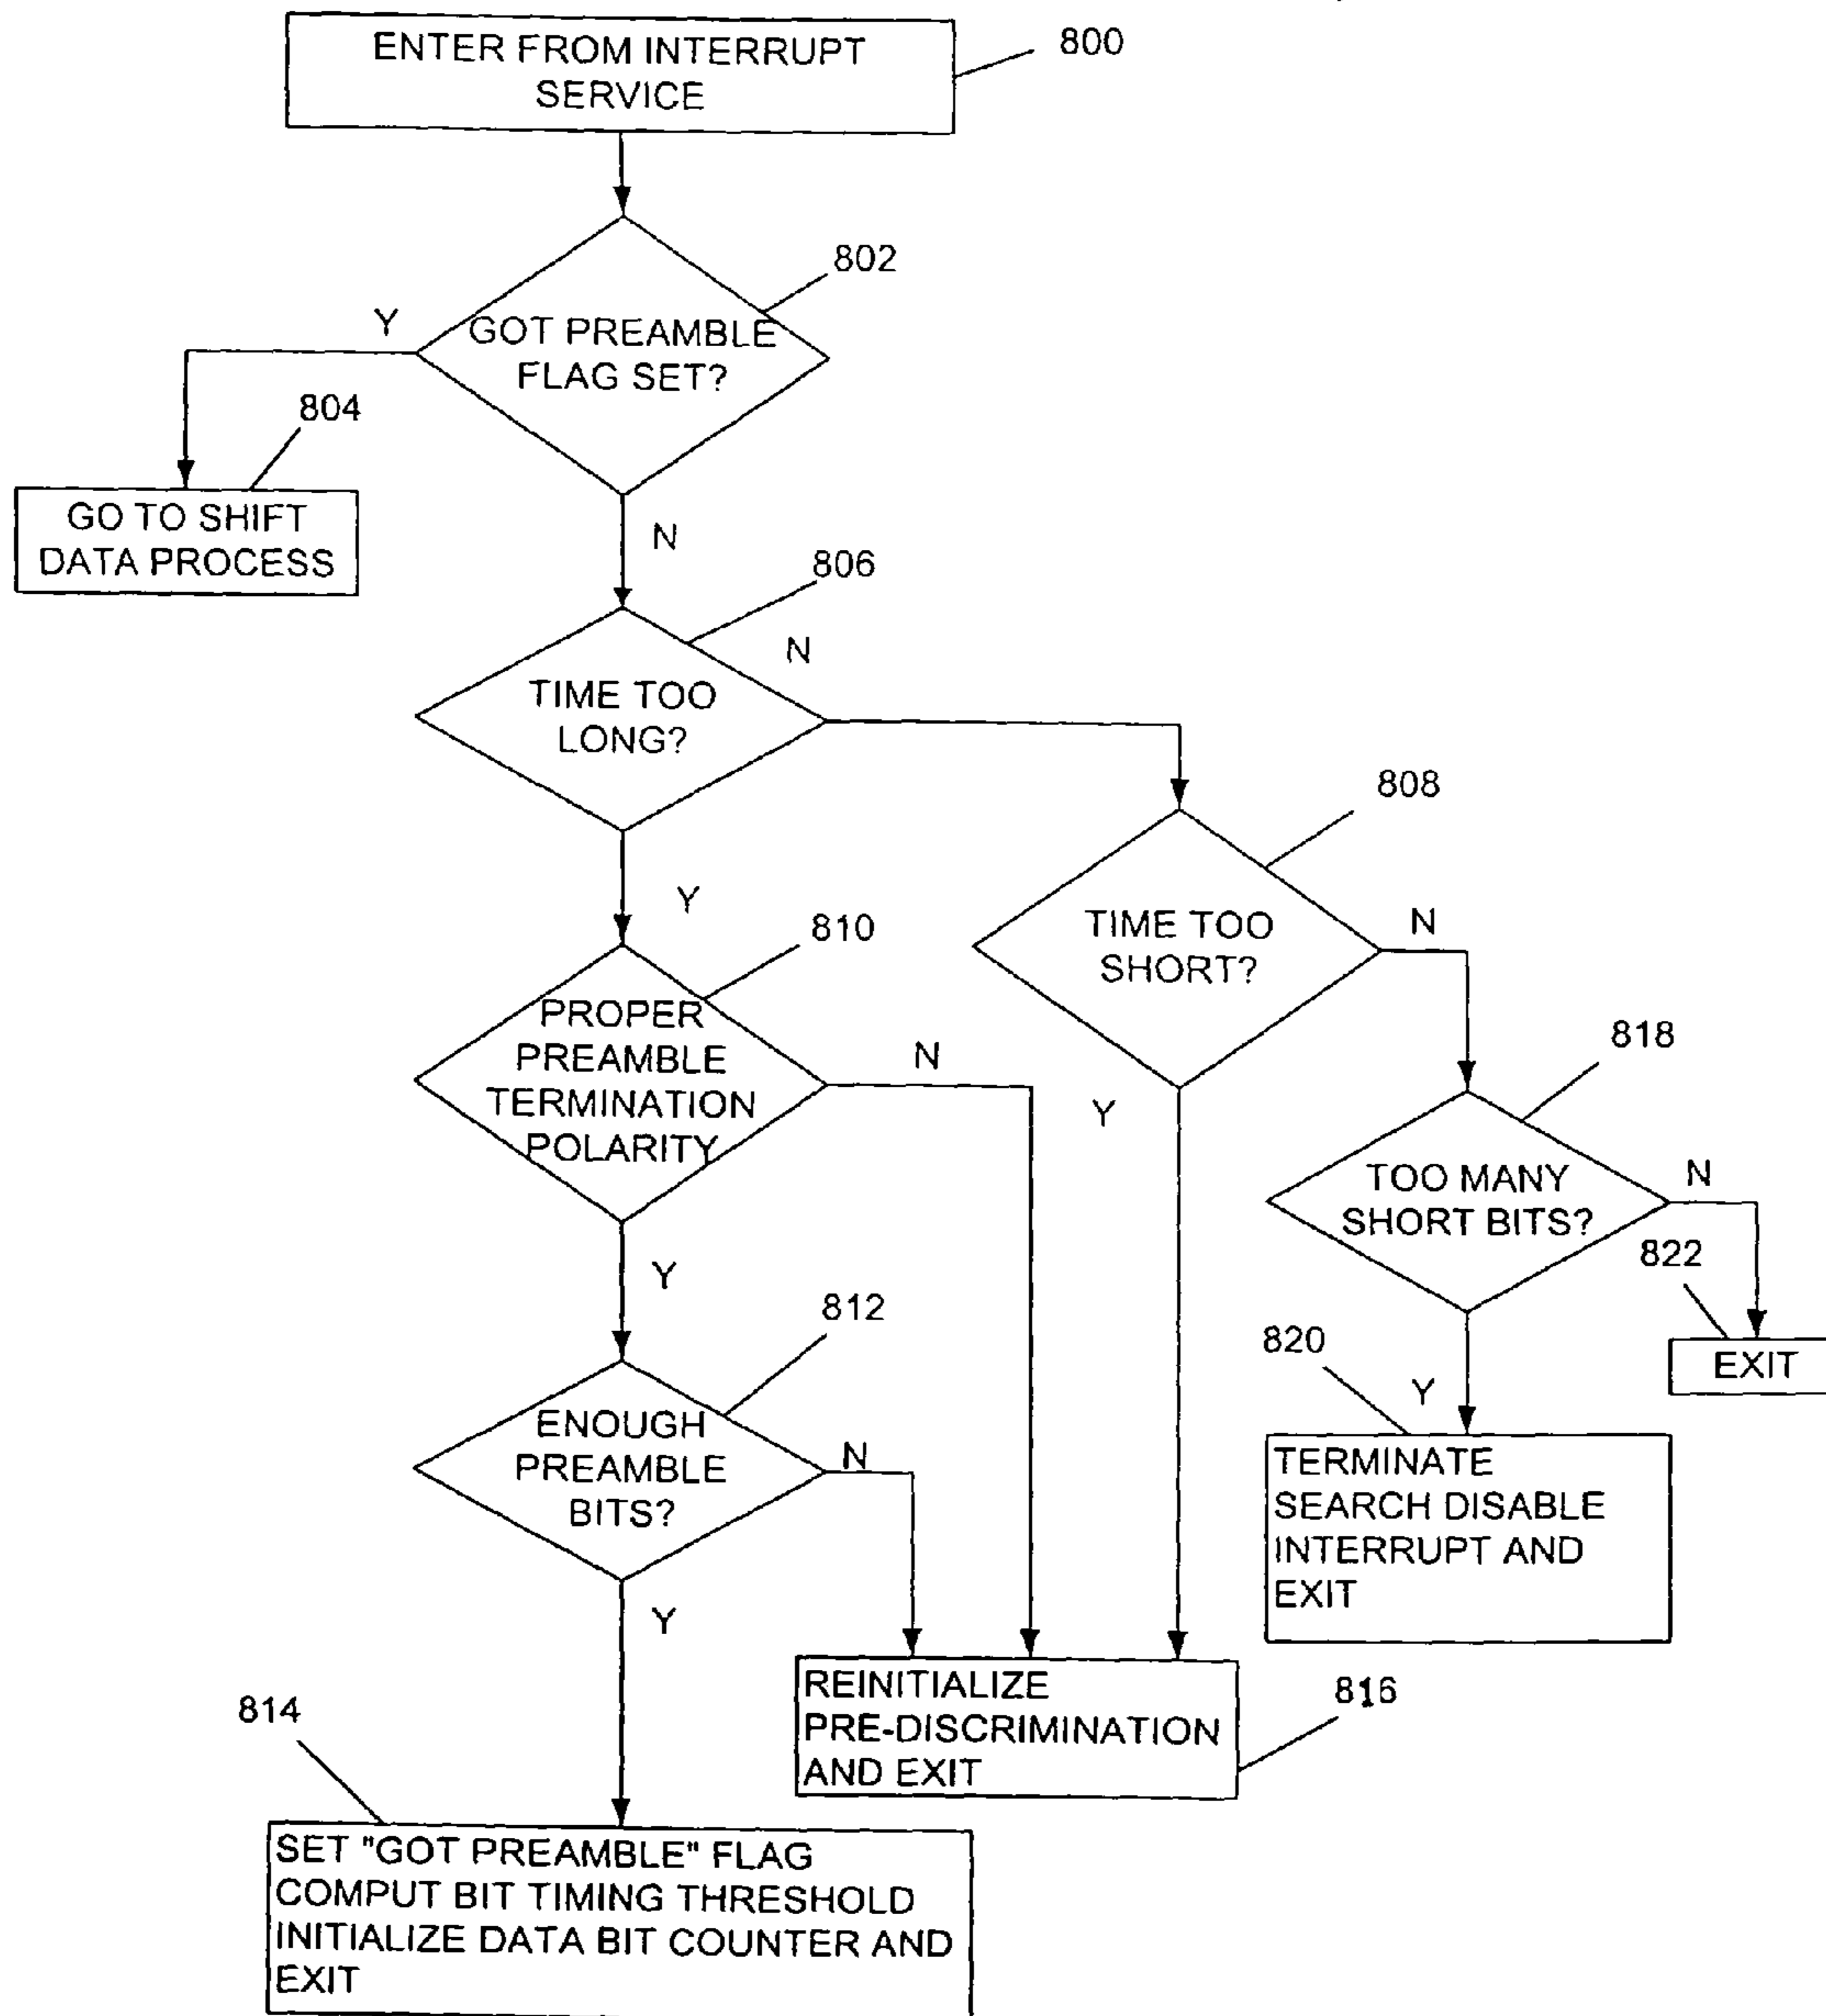 ENTER FROM INTERRUPT
SERVICE
800
802
Y
GOT PREAMBLE
FLAG SET?
804
GO TO SHIFT
DATA PROCESS
N
806
N
TIME TOO
LONG?
808
Y
810
TIME TOO
SHORT?
N
PROPER
PREAMBLE
TERMINATION
POLARITY
N
818
Y
TOO MANY
SHORT BITS?
N
822
Y
812
820
EXIT
Y
ENOUGH
PREAMBLE
BITS?
N
TERMINATE
SEARCH DISABLE
INTERRUPT AND
EXIT
Y
REINITIALIZE
PRE-DISCRIMINATION
AND EXIT
816
814
SET "GOT PREAMBLE" FLAG
COMPUT BIT TIMING THRESHOLD
INITIALIZE DATA BIT COUNTER AND
EXIT